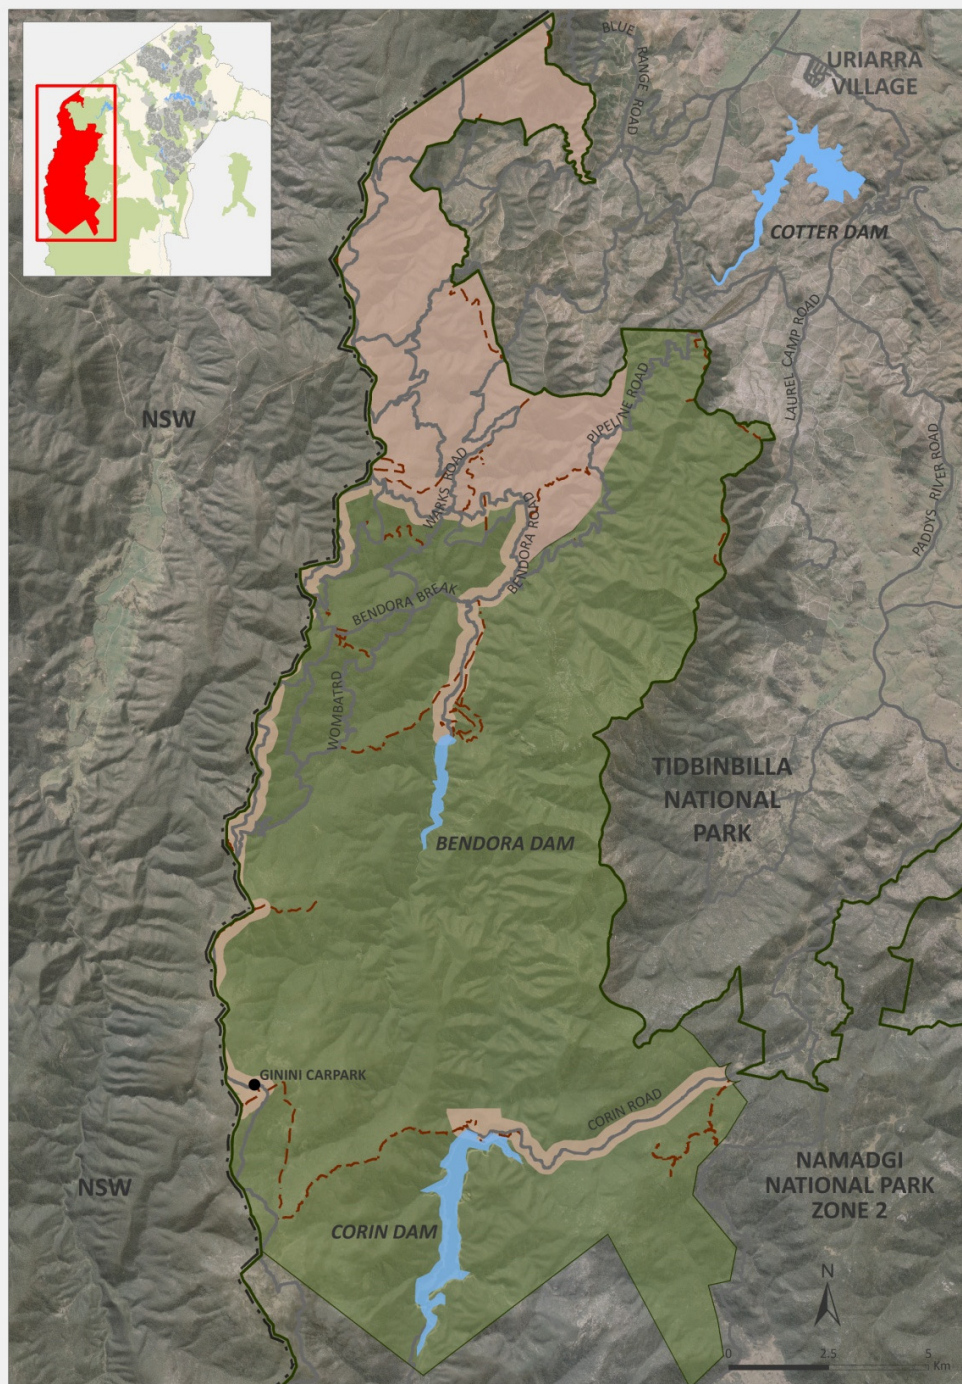 BLUE RANGE ROAD
URIARRA
VILLAGE
COTTER DAM
LAUREL CAMP ROAD
PADDYS RIVER ROAD
PIPELINE ROAD
NSW
WARKS ROAD
BENDORA ROAD
BENDORA BREAK
WOMBATRD
TIDBINBILLA
NATIONAL
PARK
BENDORA DAM
GININI CARPARK
CORIN ROAD
NAMADGI
NATIONAL PARK
ZONE 2
NSW
CORIN DAM
N
0 2.5 5
Km